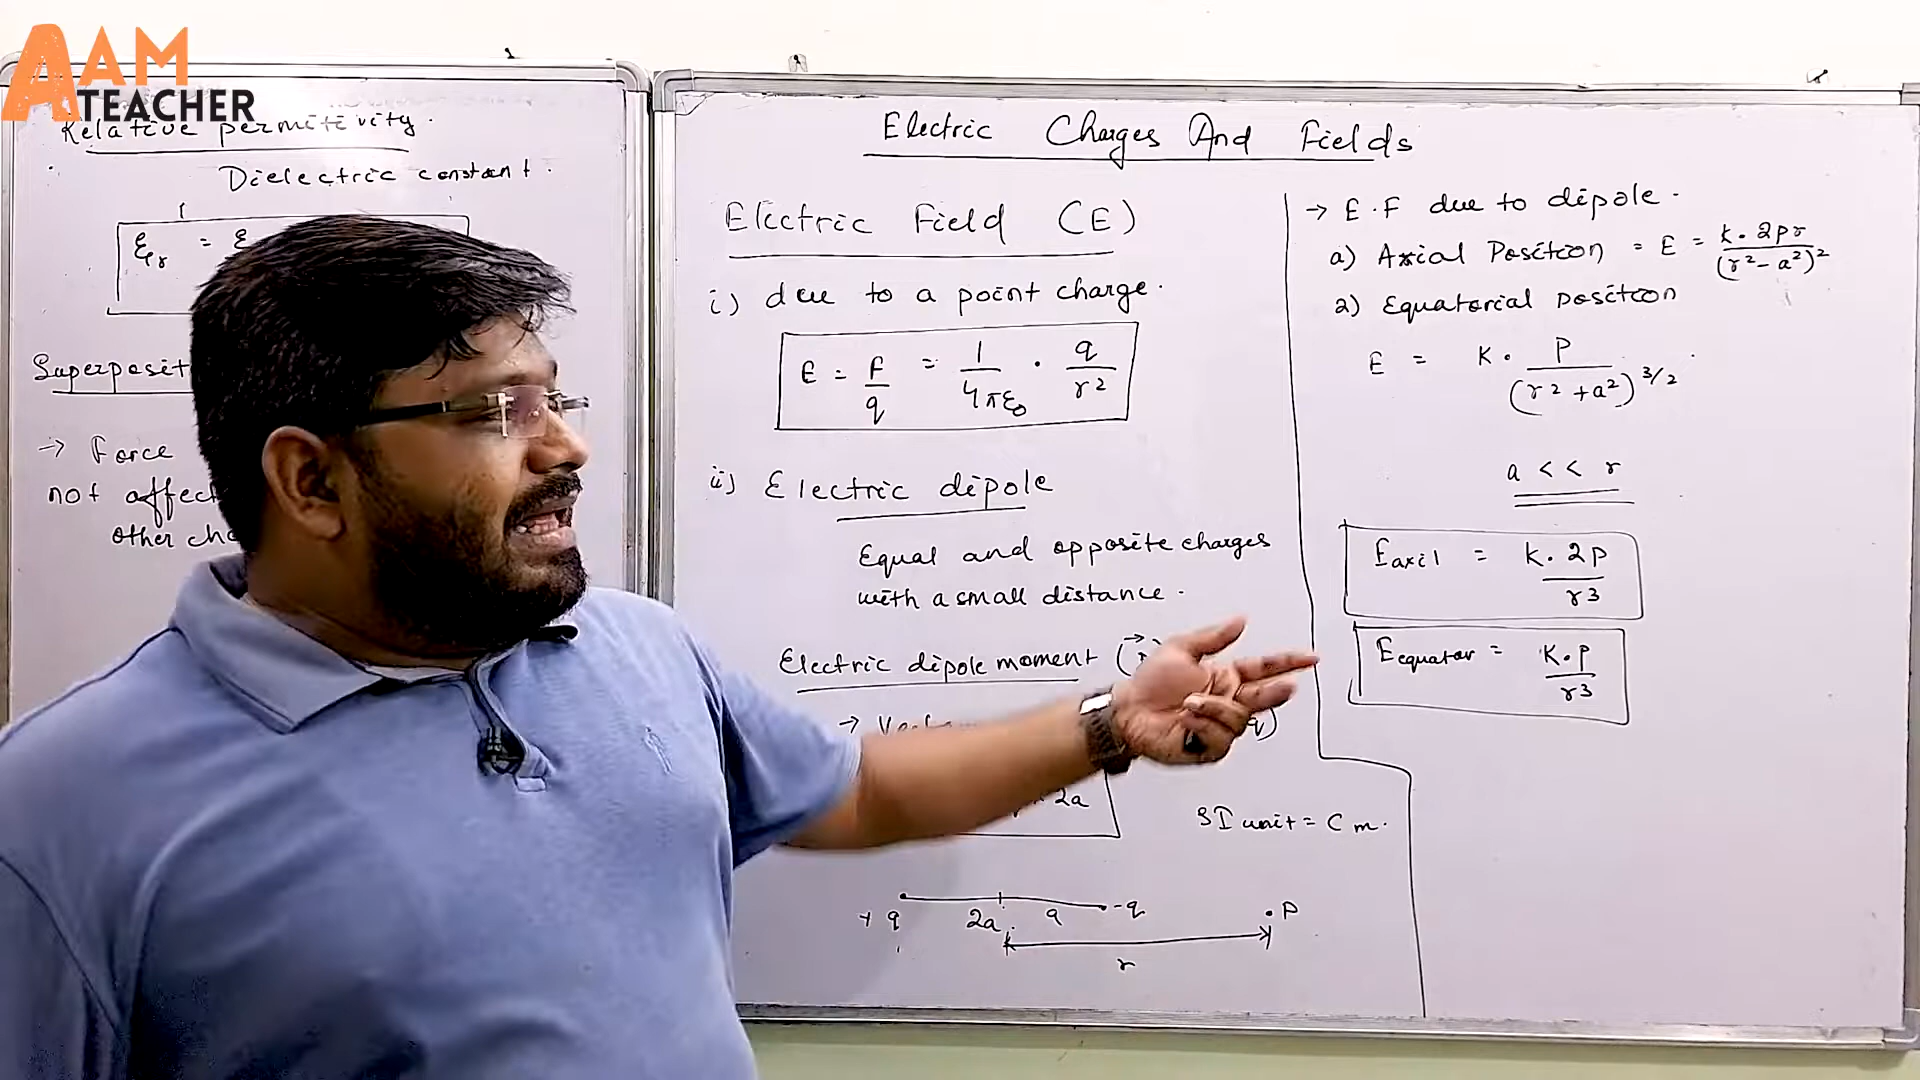 AAM
TEACHER
Relative permitivity.
Dielectric constant.
εr = ε
Superposit
→ Force
not affect
other cha
Electric Charges And Fields
Electric Field (E)
i) due to a point charge.
E = F/q = 1/4πε₀ · q/r²
ii) Electric dipole
Equal and opposite charges
with a small distance.
Electric dipole moment (
→ Vect q)
2a
SI unit = C m.
+q 2a a -q .P
r
→ E.F due to dipole.
a) Axial Position = E = k. 2pr/(r² - a²)²
2) Equatorial position
E = K. P/(r² + a²)^3/2
a << r
Eaxil = k. 2p/r3
Eequator = K.p/r3